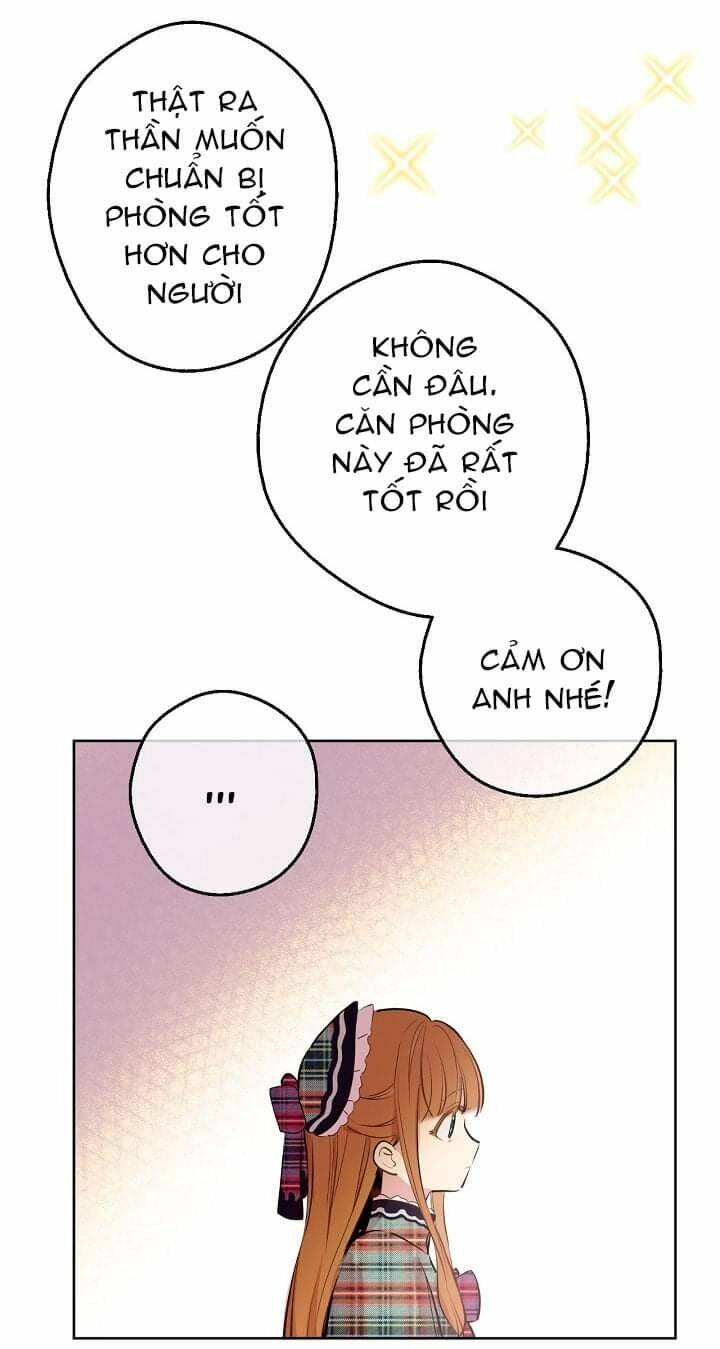 THẬT RA
THẦN MUỐN
CHUẨN BỊ
PHÒNG TỐT
HƠN CHO
NGƯỜI
KHÔNG
CẦN ĐÂU.
CĂN PHÒNG
NÀY ĐÃ RẤT
TỐT RỒI
CẢM ƠN
ANH NHÉ!
...